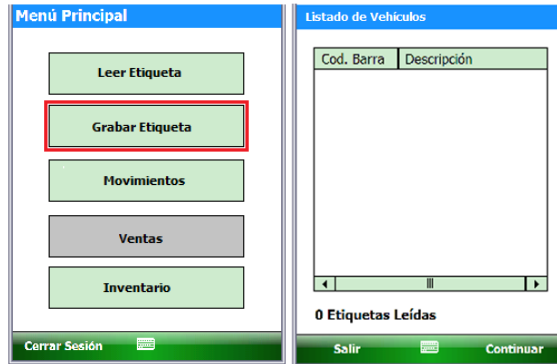 Menú Principal
Leer Etiqueta
Grabar Etiqueta
Movimientos
Ventas
Inventario
Cerrar Sesión
Listado de Vehículos
Cod. Barra Descripción
0 Etiquetas Leídas
Salir Continuar